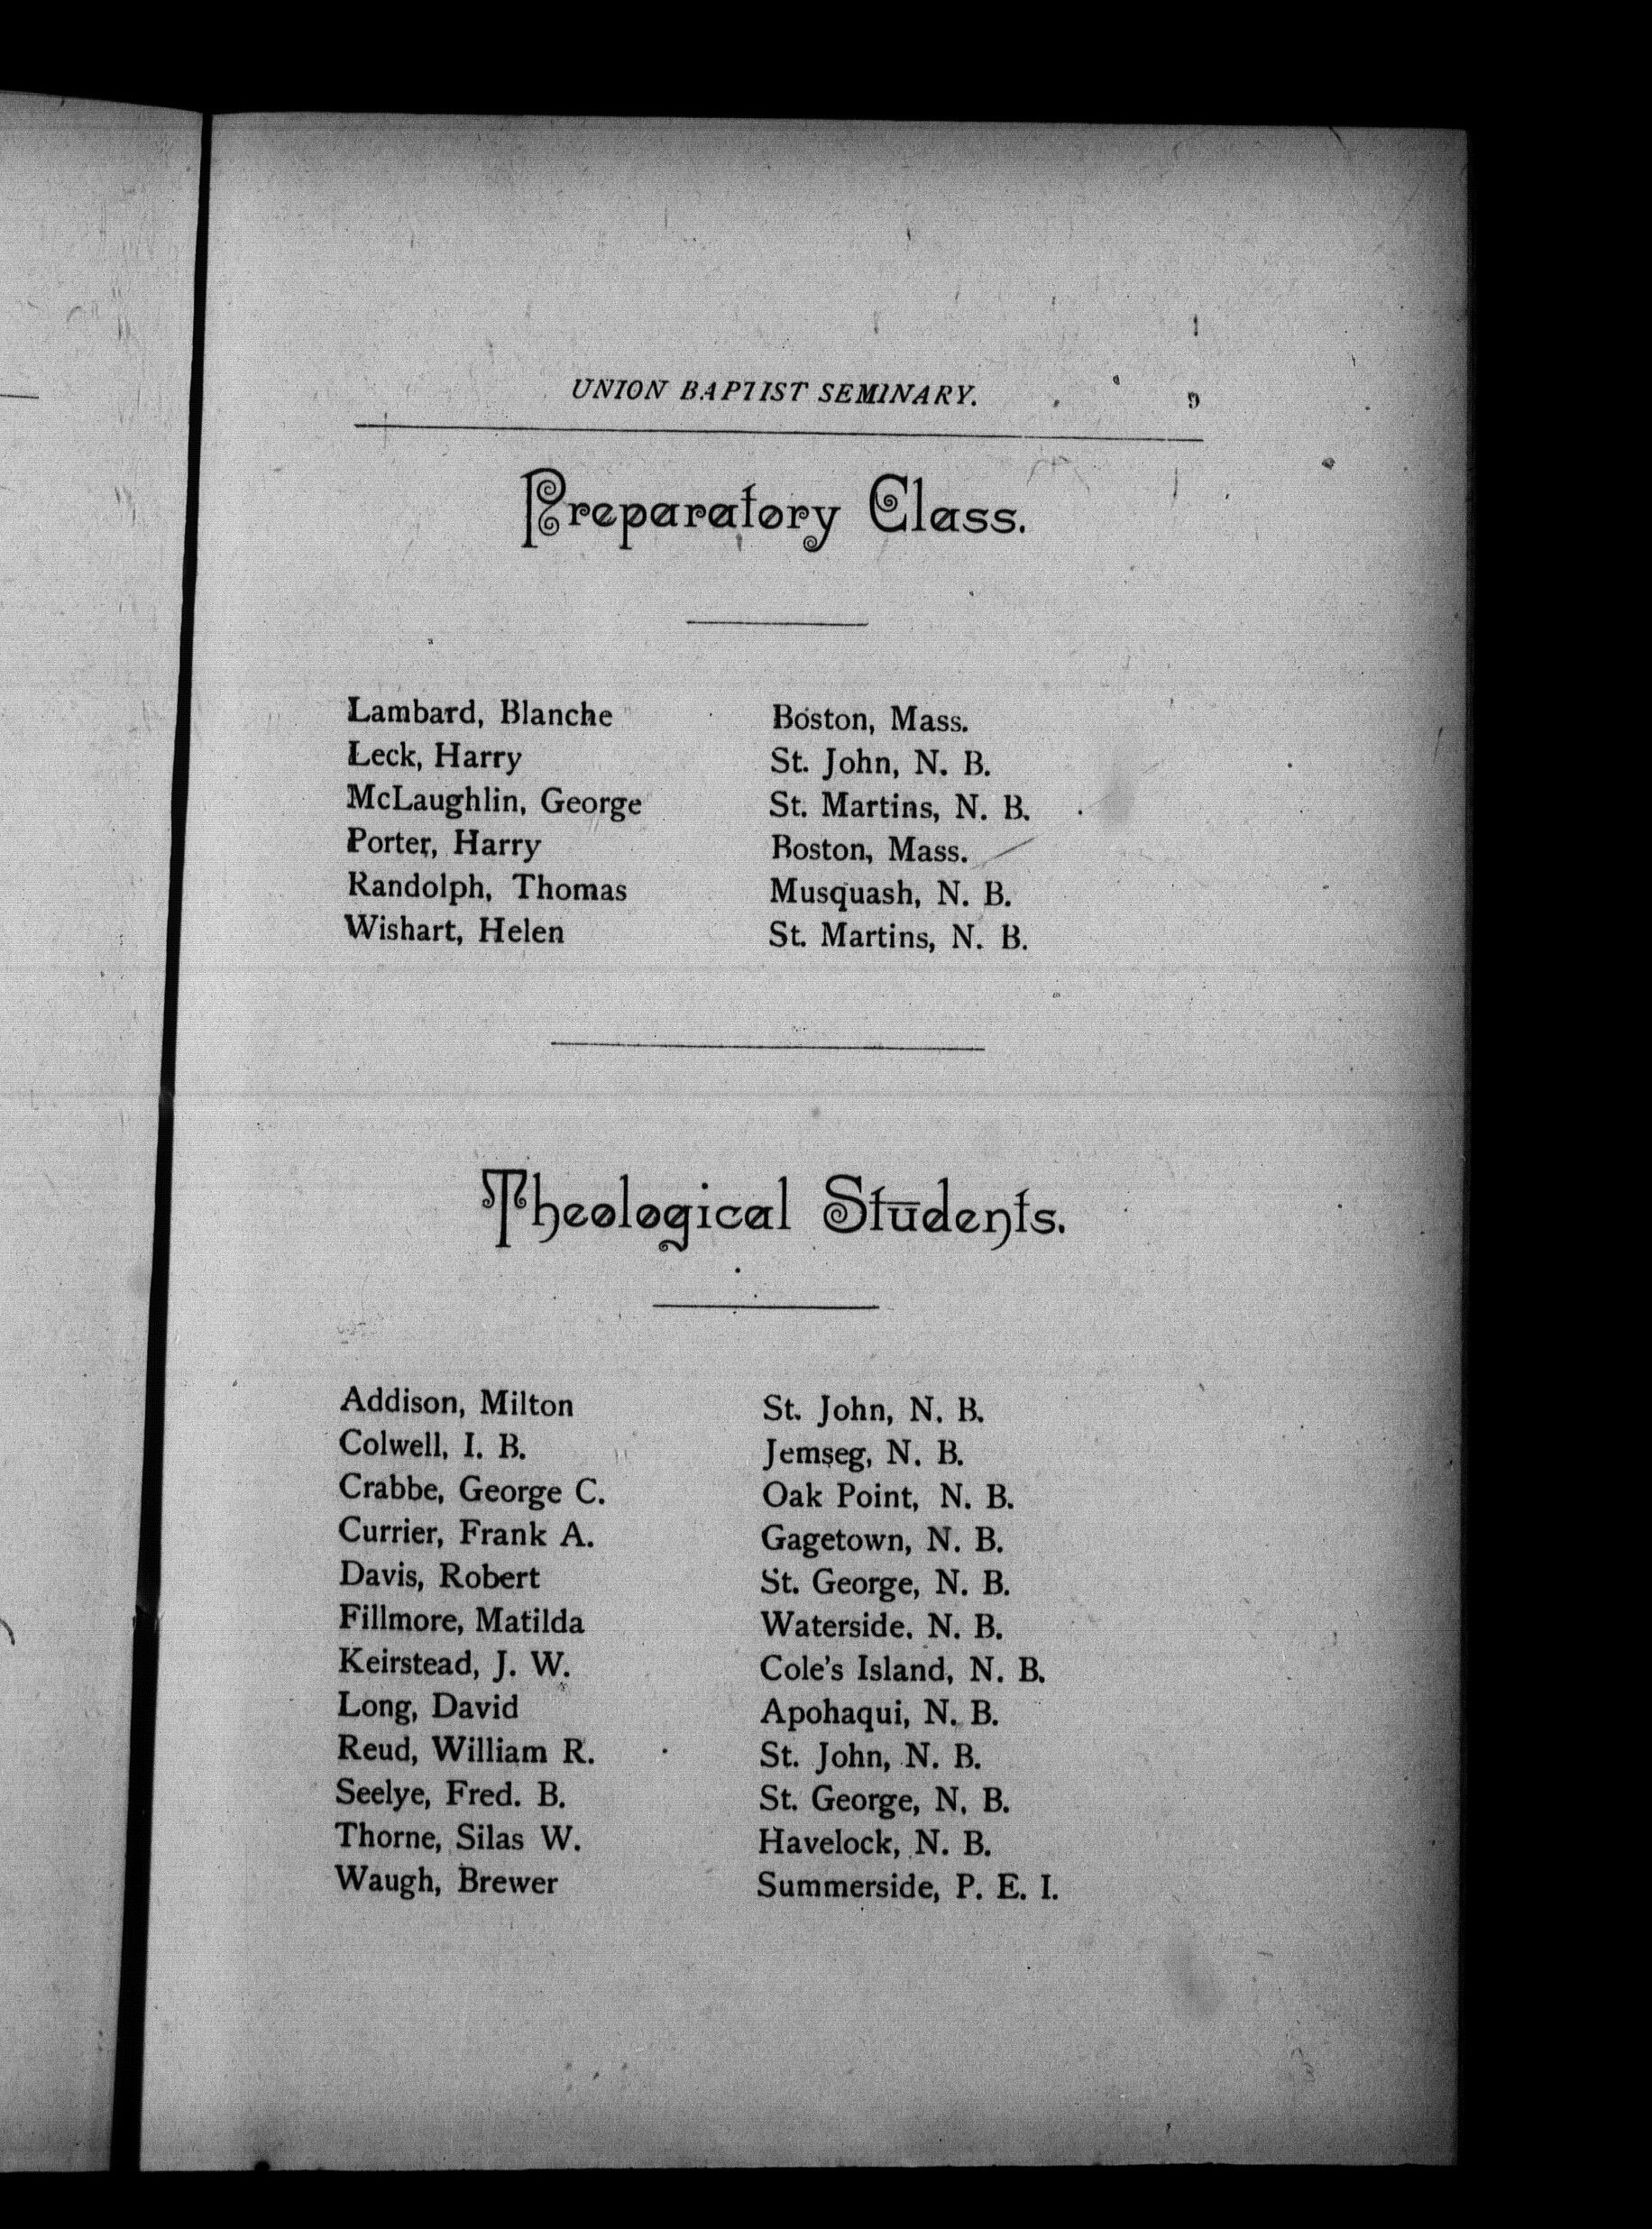 UNION BAPTIST SEMINARY. 9
Preparatory Class.
Lambard, Blanche Boston, Mass.
Leck, Harry St. John, N. B.
McLaughlin, George St. Martins, N. B.
Porter, Harry Boston, Mass.
Randolph, Thomas Musquash, N. B.
Wishart, Helen St. Martins, N. B.
Theological Students.
Addison, Milton St. John, N. B.
Colwell, I. B. Jemseg, N. B.
Crabbe, George C. Oak Point, N. B.
Currier, Frank A. Gagetown, N. B.
Davis, Robert St. George, N. B.
Fillmore, Matilda Waterside. N. B.
Keirstead, J. W. Cole's Island, N. B.
Long, David Apohaqui, N. B.
Reud, William R. St. John, N. B.
Seelye, Fred. B. St. George, N. B.
Thorne, Silas W. Havelock, N. B.
Waugh, Brewer Summerside, P. E. I.